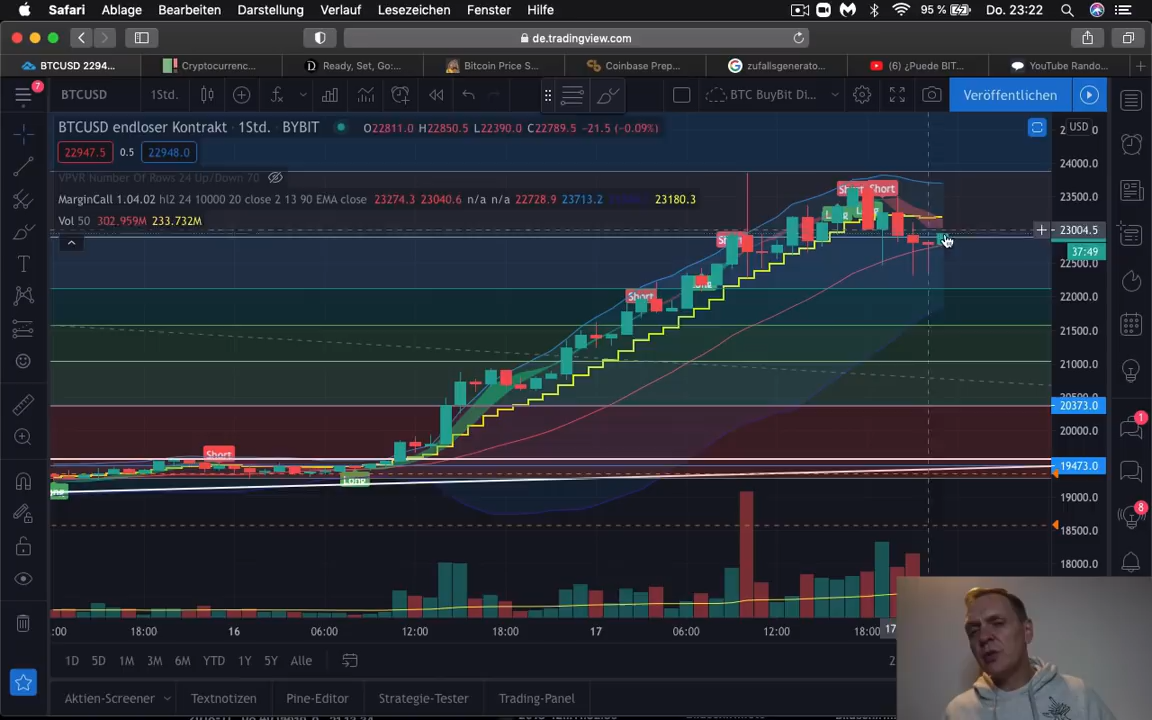 Safari Ablage Bearbeiten Darstellung Verlauf Lesezeichen Fenster Hilfe 95 % Do. 23:22
de.tradingview.com
BTCUSD 2294... Cryptocurrenc... Ready, Set, Go:... Bitcoin Price S... Coinbase Prep... zufallsgenerato... (6) ¿Puede BIT... YouTube Rando...
7 BTCUSD 1Std. BTC BuyBit Di... Veröffentlichen
BTCUSD endloser Kontrakt · 1Std. · BYBIT O22811.0 H22850.5 L22390.0 C22789.5 -21.5 (-0.09%) USD
22947.5 0.5 22948.0
24000.0
VPVR Number Of Rows 24 Up/Down 70
MarginCall 1.04.02 hl2 24 10000 20 close 2 13 90 EMA close 23274.3 23040.6 n/a n/a 22728.9 23713.2 23180.3
Short Short
23500.0
Vol 50 302.959M 233.732M
Long
Short
23004.5
37:49
22500.0
Short
22000.0
21500.0
21000.0
20373.0
20000.0
1
Short
19473.0
Long
19000.0
18500.0
8
18000.0
:00 18:00 16 06:00 12:00 18:00 17 06:00 12:00 18:00 17
1D 5D 1M 3M 6M YTD 1Y 5Y Alle 2
Aktien-Screener Textnotizen Pine-Editor Strategie-Tester Trading-Panel